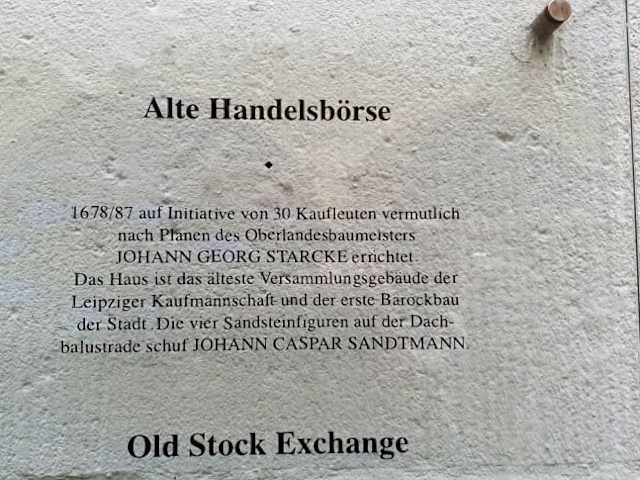 Alte Handelsbörse
1678/87 auf Initiative von 30 Kaufleuten vermutlich
nach Planen des Oberlandesbaumeisters
JOHANN GEORG STARCKE errichtet.
Das Haus ist das älteste Versammlungsgebäude der
Leipziger Kaufmannschaft und der erste Barockbau
der Stadt. Die vier Sandsteinfiguren auf der Dach-
balustrade schuf JOHANN CASPAR SANDTMANN
Old Stock Exchange